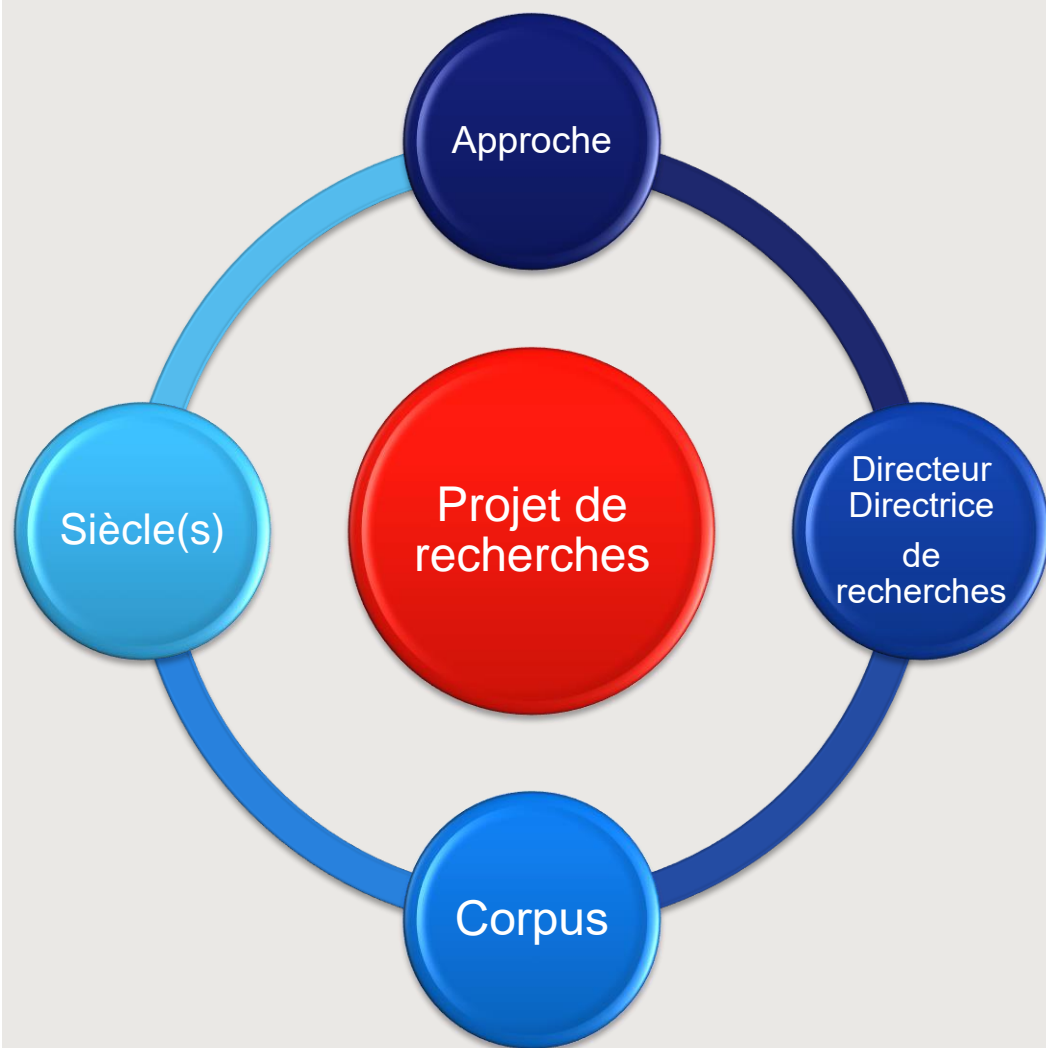 Approche
Directeur
Directrice
de
recherches
Siècle(s)
Projet de
recherches
Corpus